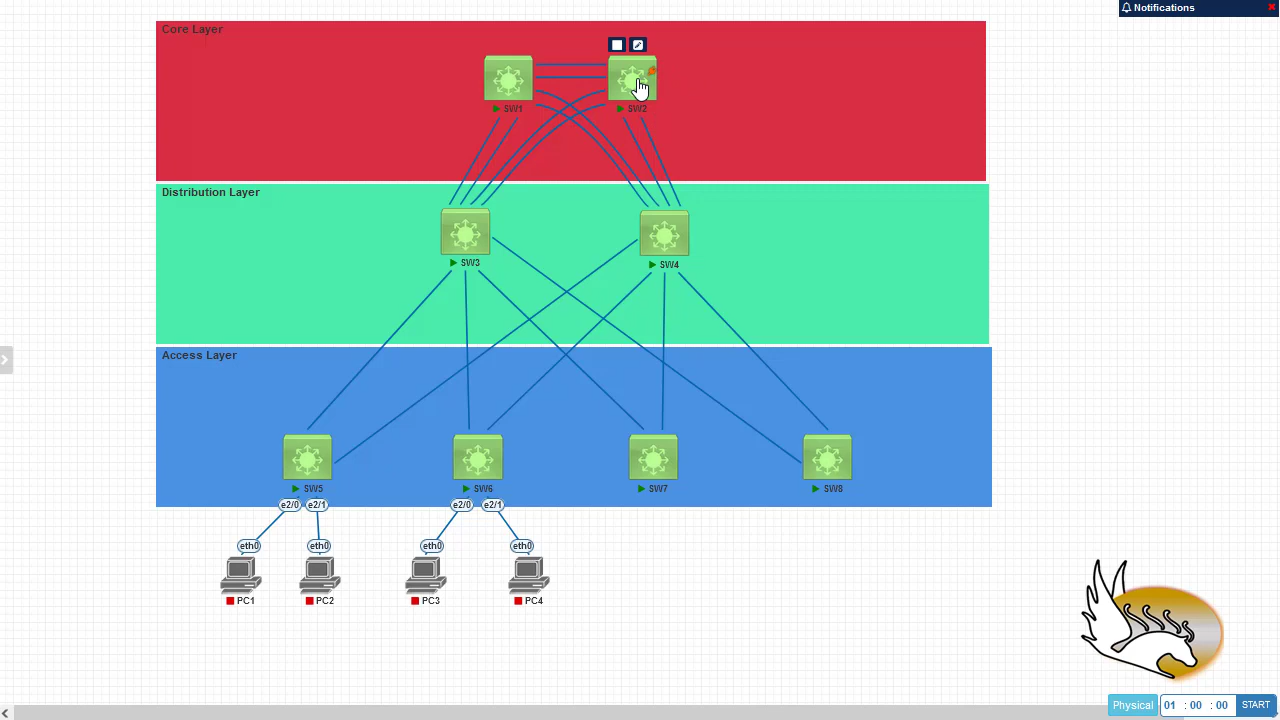 Notifications
Core Layer
SW1
SW2
Distribution Layer
SW3
SW4
Access Layer
SW5
SW6
SW7
SW8
e2/0
e2/1
e2/0
e2/1
eth0
eth0
eth0
eth0
PC1
PC2
PC3
PC4
Physical
01 : 00 : 00
START